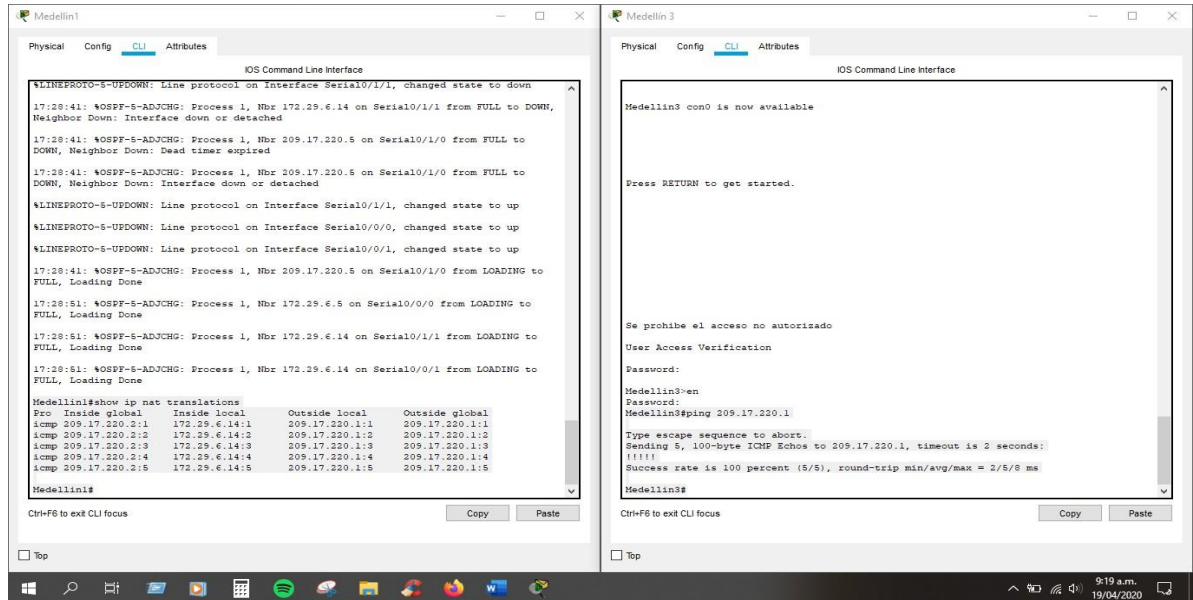 Medellin1
Physical Config CLI Attributes
IOS Command Line Interface
%LINEPROTO-5-UPDOWN: Line protocol on Interface Serial0/1/1, changed state to down
17:28:41: %OSPF-5-ADJCHG: Process 1, Nbr 172.29.6.14 on Serial0/1/1 from FULL to DOWN,
Neighbor Down: Interface down or detached
17:28:41: %OSPF-5-ADJCHG: Process 1, Nbr 209.17.220.5 on Serial0/1/0 from FULL to
DOWN, Neighbor Down: Dead timer expired
17:28:41: %OSPF-5-ADJCHG: Process 1, Nbr 209.17.220.5 on Serial0/1/0 from FULL to
DOWN, Neighbor Down: Interface down or detached
%LINEPROTO-5-UPDOWN: Line protocol on Interface Serial0/1/1, changed state to up
%LINEPROTO-5-UPDOWN: Line protocol on Interface Serial0/0/0, changed state to up
%LINEPROTO-5-UPDOWN: Line protocol on Interface Serial0/0/1, changed state to up
17:28:41: %OSPF-5-ADJCHG: Process 1, Nbr 209.17.220.5 on Serial0/1/0 from LOADING to
FULL, Loading Done
17:28:51: %OSPF-5-ADJCHG: Process 1, Nbr 172.29.6.5 on Serial0/0/0 from LOADING to
FULL, Loading Done
17:28:51: %OSPF-5-ADJCHG: Process 1, Nbr 172.29.6.14 on Serial0/1/1 from LOADING to
FULL, Loading Done
17:28:51: %OSPF-5-ADJCHG: Process 1, Nbr 172.29.6.14 on Serial0/0/1 from LOADING to
FULL, Loading Done
Medellin1#show ip nat translations
Pro Inside global Inside local Outside local Outside global
icmp 209.17.220.2:1 172.29.6.14:1 209.17.220.1:1 209.17.220.1:1
icmp 209.17.220.2:2 172.29.6.14:2 209.17.220.1:2 209.17.220.1:2
icmp 209.17.220.2:3 172.29.6.14:3 209.17.220.1:3 209.17.220.1:3
icmp 209.17.220.2:4 172.29.6.14:4 209.17.220.1:4 209.17.220.1:4
icmp 209.17.220.2:5 172.29.6.14:5 209.17.220.1:5 209.17.220.1:5
Medellin1#
Ctrl+F6 to exit CLI focus
Copy Paste
Top
Medellín 3
Physical Config CLI Attributes
IOS Command Line Interface
Medellin3 con0 is now available
Press RETURN to get started.
Se prohibe el acceso no autorizado
User Access Verification
Password:
Medellin3>en
Password:
Medellin3#ping 209.17.220.1
Type escape sequence to abort.
Sending 5, 100-byte ICMP Echos to 209.17.220.1, timeout is 2 seconds:
!!!!!
Success rate is 100 percent (5/5), round-trip min/avg/max = 2/5/8 ms
Medellin3#
Ctrl+F6 to exit CLI focus
Copy Paste
Top
9:19 a.m.
19/04/2020